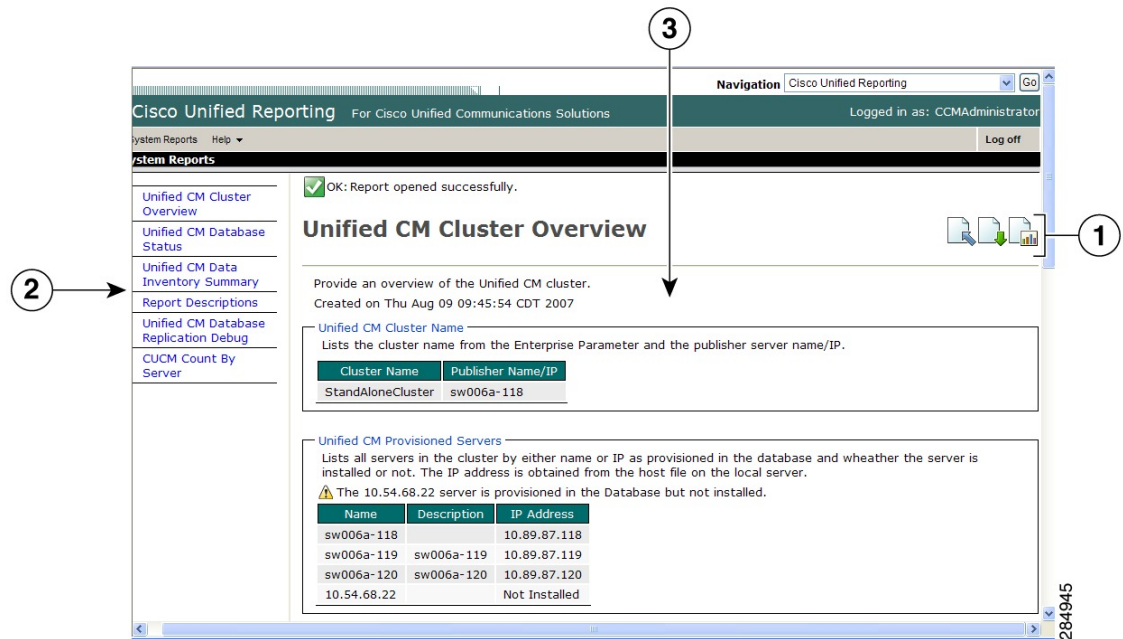 3
Navigation Cisco Unified Reporting Go
Cisco Unified Reporting For Cisco Unified Communications Solutions Logged in as: CCMAdministrator
ystem Reports Help Log off
ystem Reports
OK: Report opened successfully.
Unified CM Cluster
Overview
Unified CM Database
Status
Unified CM Data
Inventory Summary
Report Descriptions
Unified CM Database
Replication Debug
CUCM Count By
Server
2
Unified CM Cluster Overview
1
Provide an overview of the Unified CM cluster.
Created on Thu Aug 09 09:45:54 CDT 2007
Unified CM Cluster Name
Lists the cluster name from the Enterprise Parameter and the publisher server name/IP.
Cluster Name Publisher Name/IP
StandAloneCluster sw006a-118
Unified CM Provisioned Servers
Lists all servers in the cluster by either name or IP as provisioned in the database and wheather the server is
installed or not. The IP address is obtained from the host file on the local server.
The 10.54.68.22 server is provisioned in the Database but not installed.
Name Description IP Address
sw006a-118 10.89.87.118
sw006a-119 sw006a-119 10.89.87.119
sw006a-120 sw006a-120 10.89.87.120
10.54.68.22 Not Installed
284945